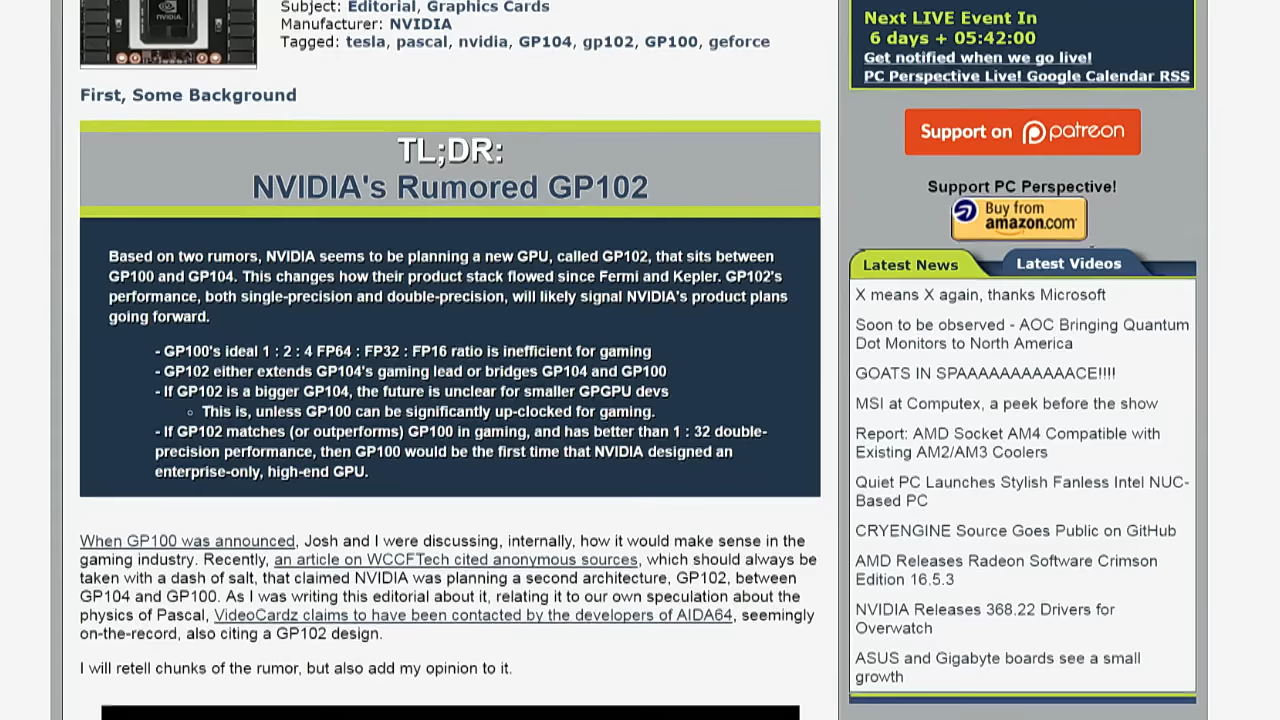 NVIDIA
Subject: Editorial, Graphics Cards
Manufacturer: NVIDIA
Tagged: tesla, pascal, nvidia, GP104, gp102, GP100, geforce
First, Some Background
TL;DR:
NVIDIA's Rumored GP102
Based on two rumors, NVIDIA seems to be planning a new GPU, called GP102, that sits between
GP100 and GP104. This changes how their product stack flowed since Fermi and Kepler. GP102's
performance, both single-precision and double-precision, will likely signal NVIDIA's product plans
going forward.
- GP100's ideal 1 : 2 : 4 FP64 : FP32 : FP16 ratio is inefficient for gaming
- GP102 either extends GP104's gaming lead or bridges GP104 and GP100
- If GP102 is a bigger GP104, the future is unclear for smaller GPGPU devs
◦ This is, unless GP100 can be significantly up-clocked for gaming.
- If GP102 matches (or outperforms) GP100 in gaming, and has better than 1 : 32 double-
precision performance, then GP100 would be the first time that NVIDIA designed an
enterprise-only, high-end GPU.
When GP100 was announced, Josh and I were discussing, internally, how it would make sense in the
gaming industry. Recently, an article on WCCFTech cited anonymous sources, which should always be
taken with a dash of salt, that claimed NVIDIA was planning a second architecture, GP102, between
GP104 and GP100. As I was writing this editorial about it, relating it to our own speculation about the
physics of Pascal, VideoCardz claims to have been contacted by the developers of AIDA64, seemingly
on-the-record, also citing a GP102 design.
I will retell chunks of the rumor, but also add my opinion to it.
Next LIVE Event In
6 days + 05:42:00
Get notified when we go live!
PC Perspective Live! Google Calendar RSS
Support on patreon
Support PC Perspective!
Buy from
amazon.com
Latest News
Latest Videos
X means X again, thanks Microsoft
Soon to be observed - AOC Bringing Quantum
Dot Monitors to North America
GOATS IN SPAAAAAAAAAAACE!!!!
MSI at Computex, a peek before the show
Report: AMD Socket AM4 Compatible with
Existing AM2/AM3 Coolers
Quiet PC Launches Stylish Fanless Intel NUC-
Based PC
CRYENGINE Source Goes Public on GitHub
AMD Releases Radeon Software Crimson
Edition 16.5.3
NVIDIA Releases 368.22 Drivers for
Overwatch
ASUS and Gigabyte boards see a small
growth